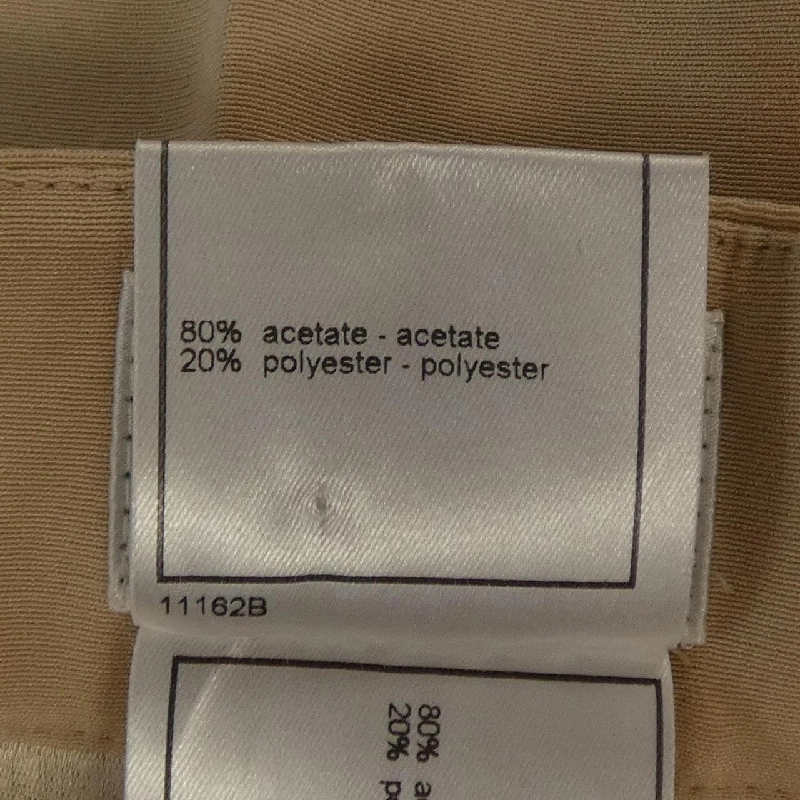 80% acetate - acetate
20% polyester - polyester
11162B
80%
20%